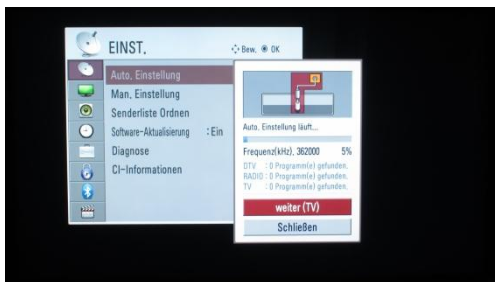 EINST.
Bew. OK
Auto. Einstellung
Man. Einstellung
Senderliste Ordnen
Software-Aktualisierung : Ein
Diagnose
CI-Informationen
Auto. Einstellung läuft...
Frequenz(kHz), 362000 5%
DTV : 0 Programm(e) gefunden.
RADIO : 0 Programm(e) gefunden.
TV : 0 Programm(e) gefunden.
weiter (TV)
Schließen